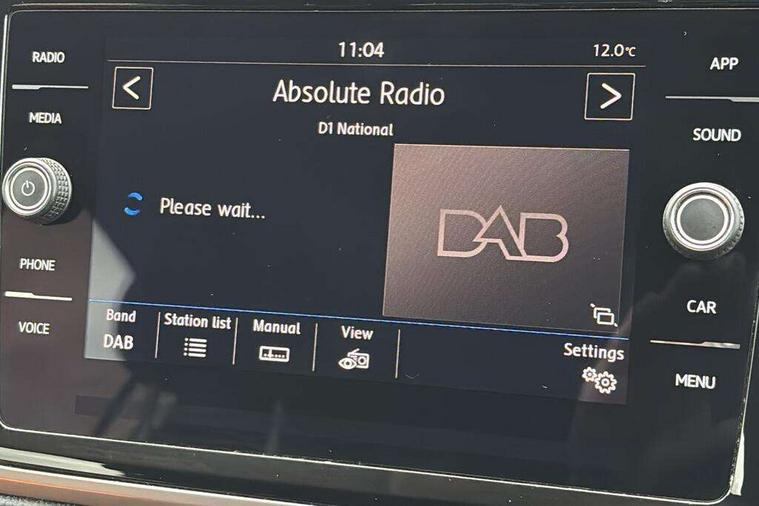 RADIO
MEDIA
PHONE
VOICE
11:04
12.0°C
< Absolute Radio >
D1 National
Please wait...
DAB
Band
DAB
Station list
Manual
View
Settings
APP
SOUND
CAR
MENU